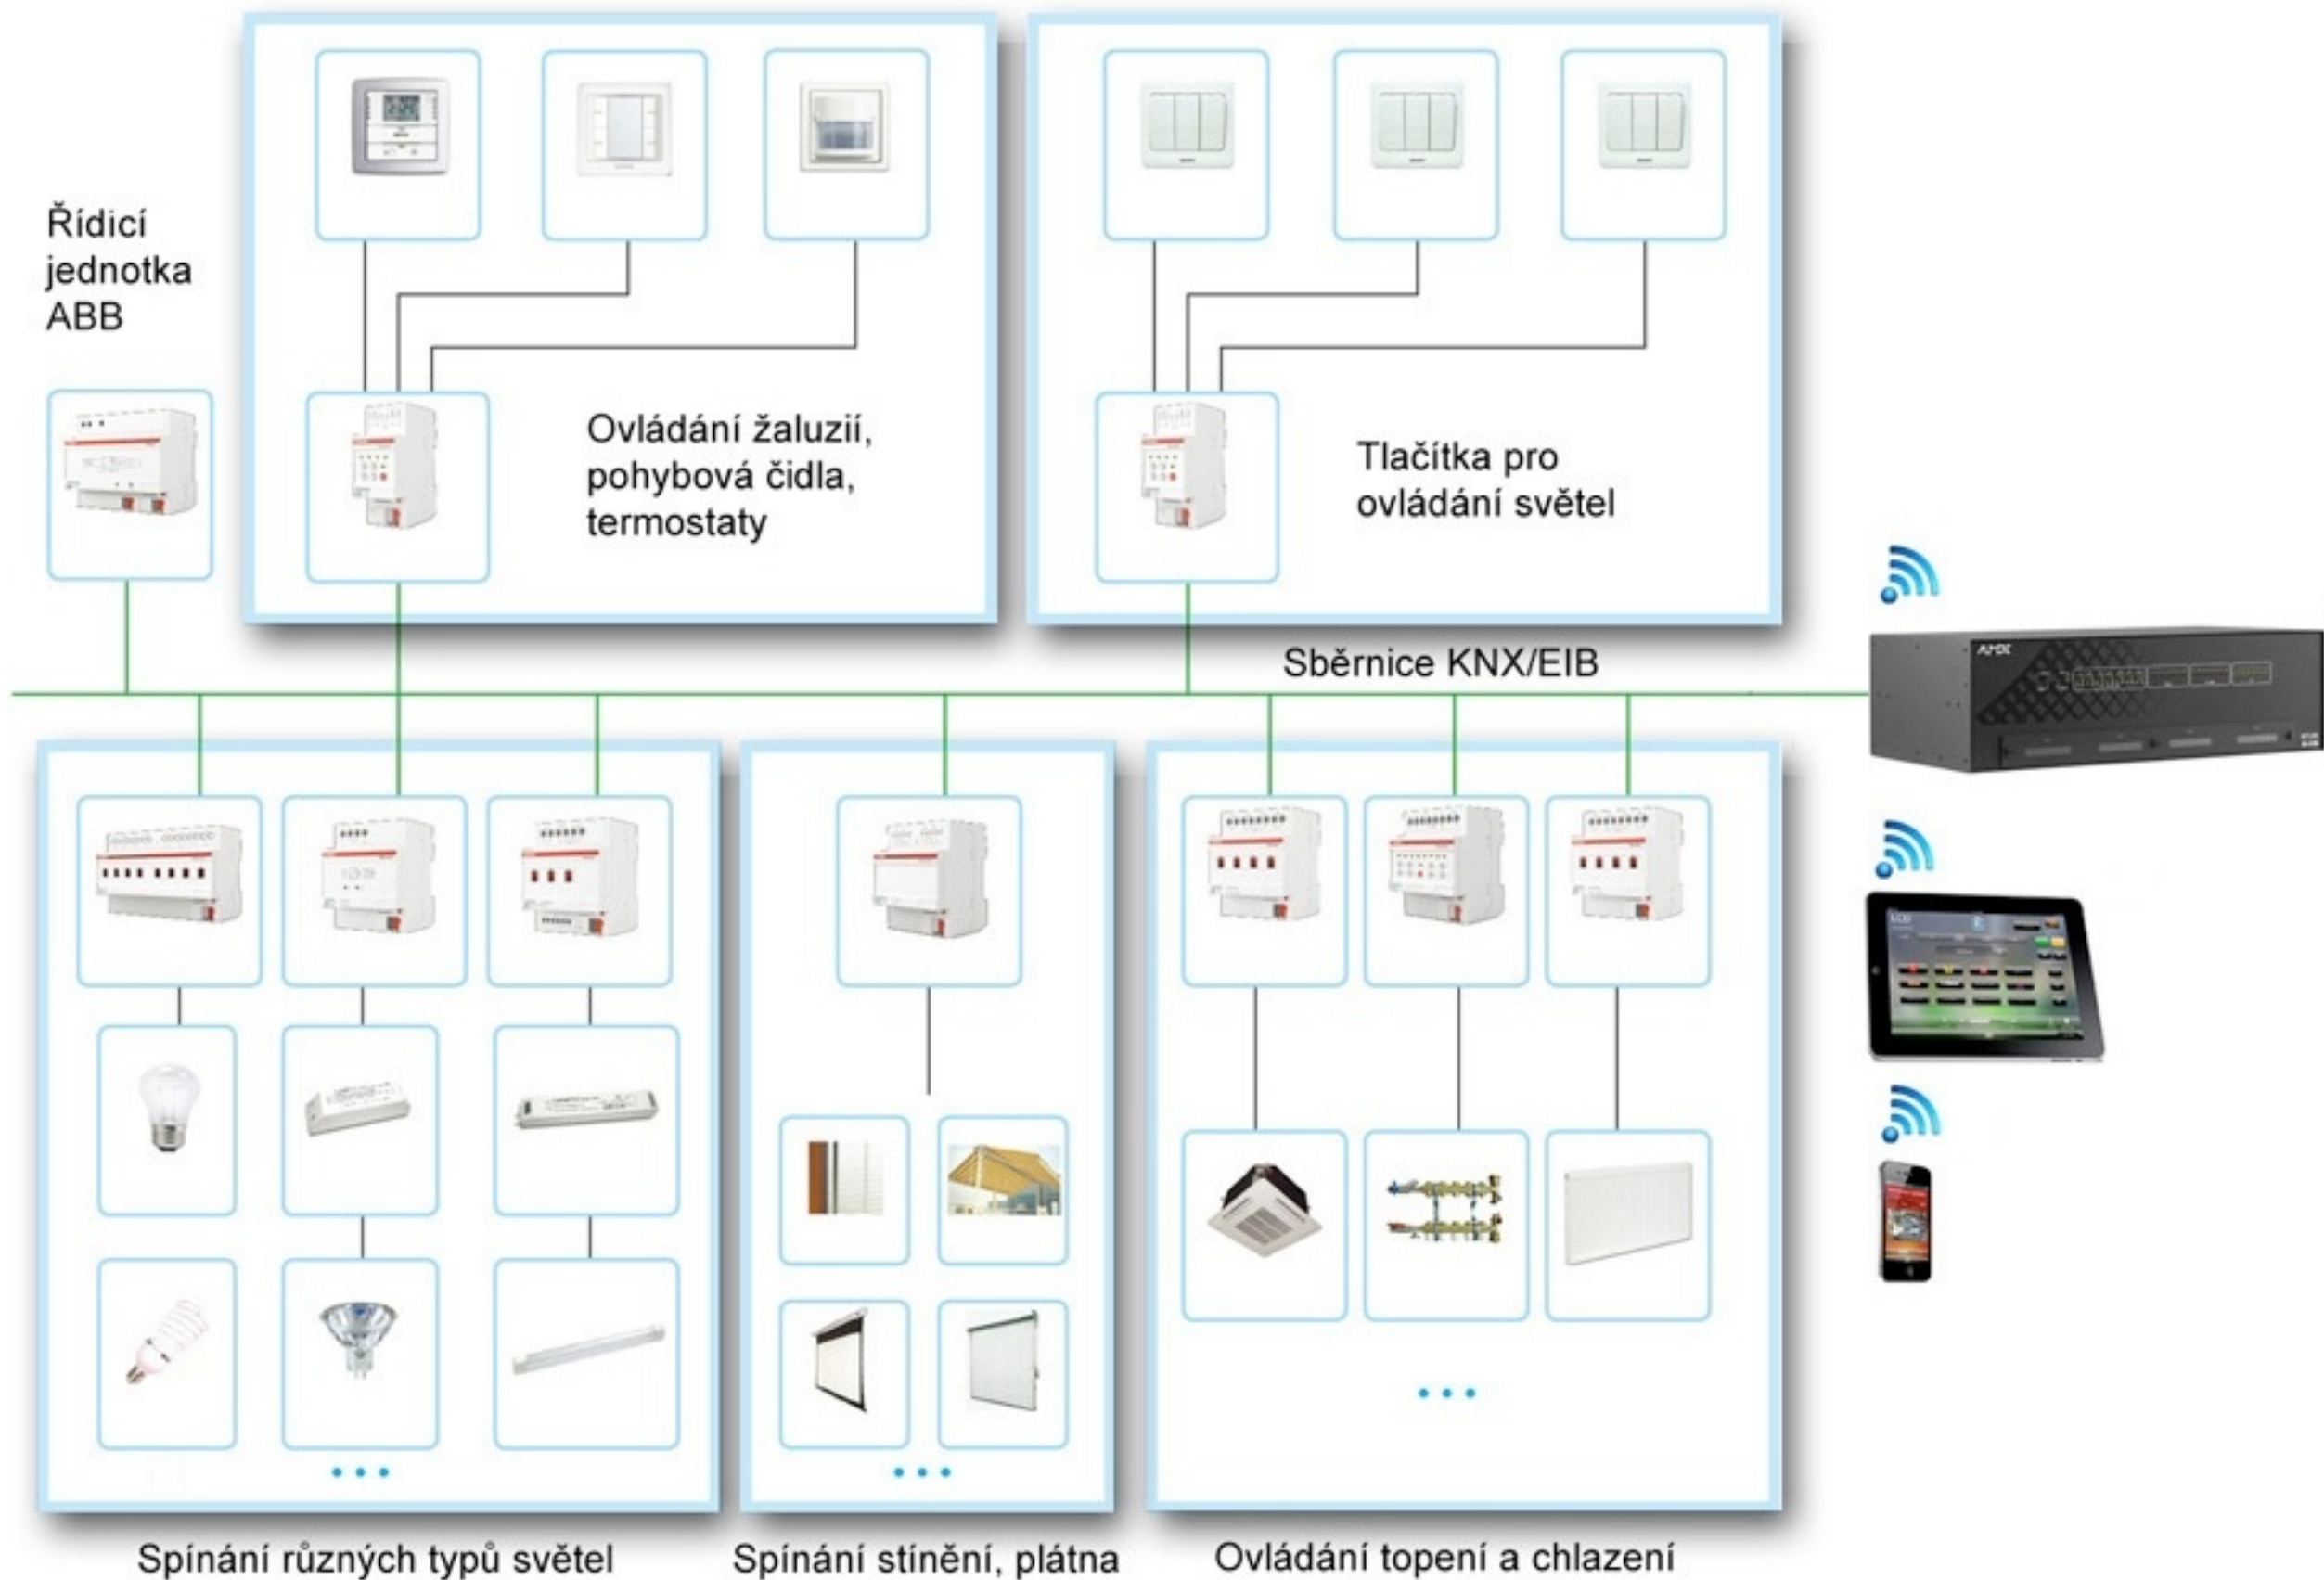 Řídicí
jednotka
ABB
Ovládání žaluzií,
pohybová čidla,
termostaty
Tlačítka pro
ovládání světel
Sběrnice KNX/EIB
AMX
LCD
Spínání různých typů světel
Spínání stínění, plátna
Ovládání topení a chlazení